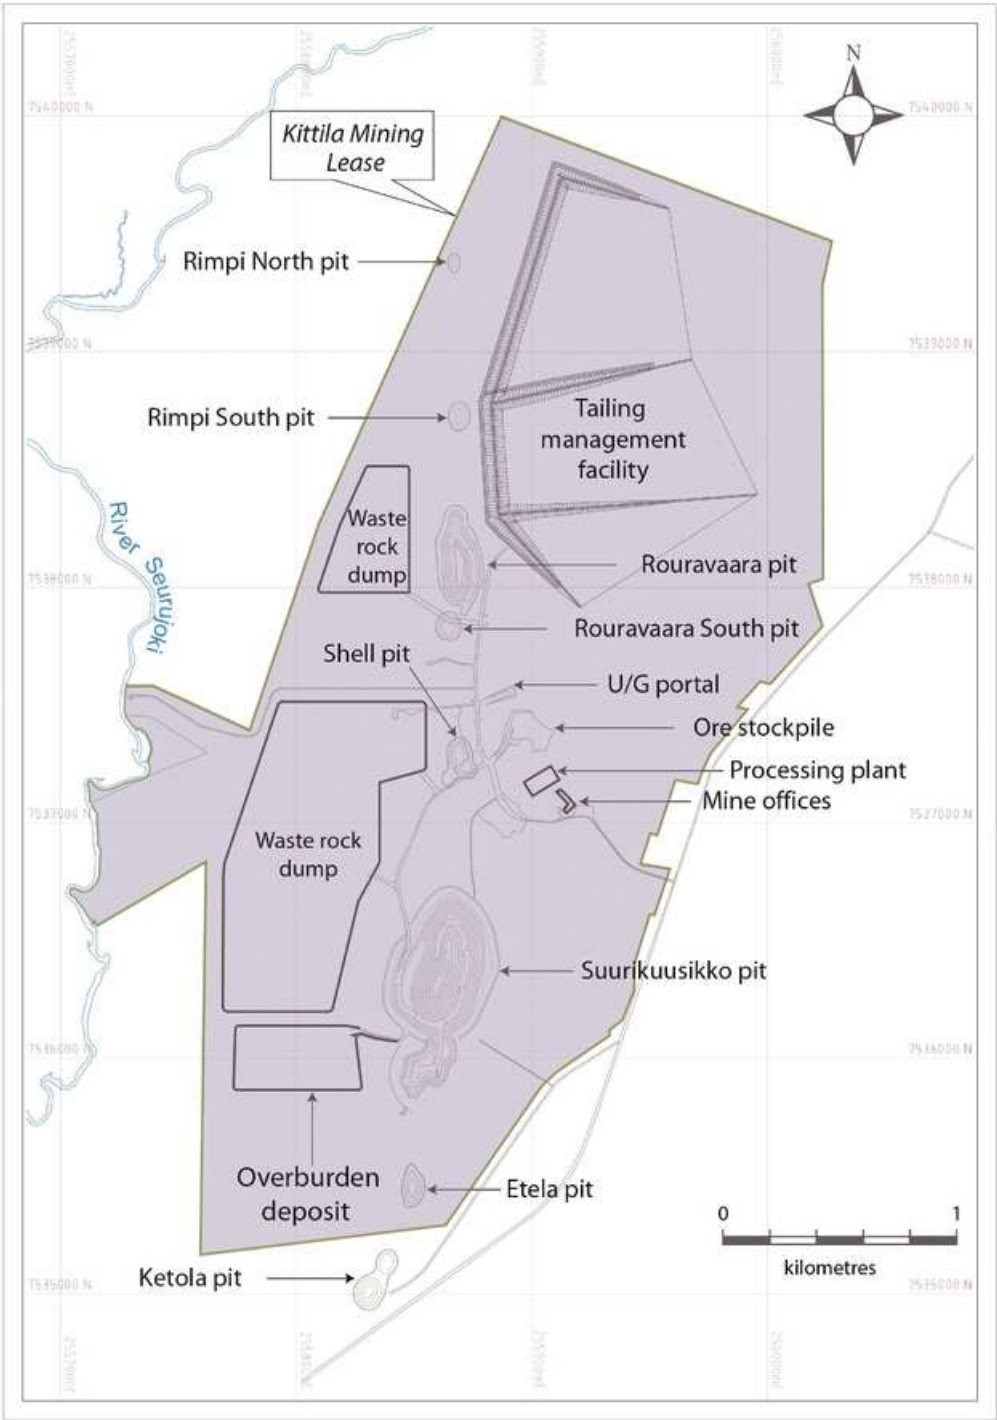 N
7540000 N
7540000 N
Kittila Mining
Lease
Rimpi North pit
7539000 N
7539000 N
Rimpi South pit
Tailing
management
facility
Waste
rock
dump
River Seurujoki
Rouravaara pit
7538000 N
7538000 N
Rouravaara South pit
Shell pit
U/G portal
Ore stockpile
Processing plant
Mine offices
7537000 N
7537000 N
Waste rock
dump
Suurikuusikko pit
7536000 N
7536000 N
Overburden
deposit
Etela pit
0 1
kilometres
Ketola pit
7535000 N
7535000 N